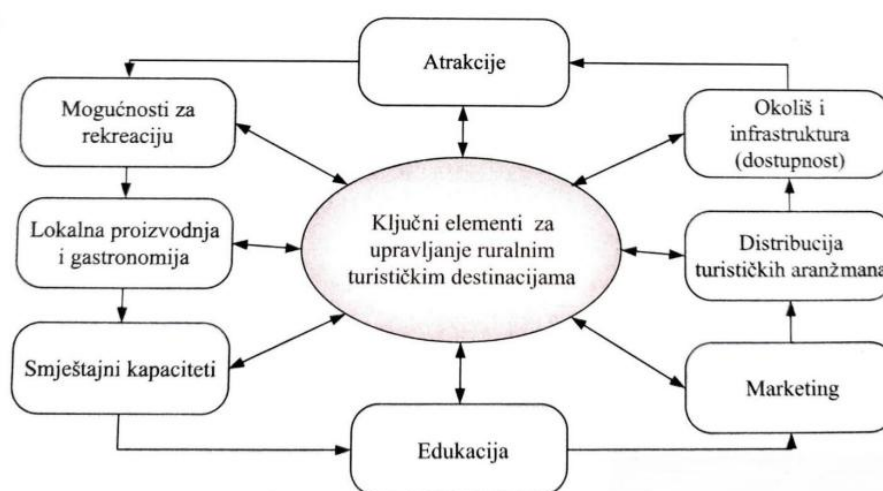 Atrakcije
Mogućnosti za
rekreaciju
Okoliš i
infrastruktura
(dostupnost)
Lokalna proizvodnja
i gastronomija
Ključni elementi za
upravljanje ruralnim
turističkim destinacijama
Distribucija
turističkih aranžmana
Smještajni kapaciteti
Marketing
Edukacija